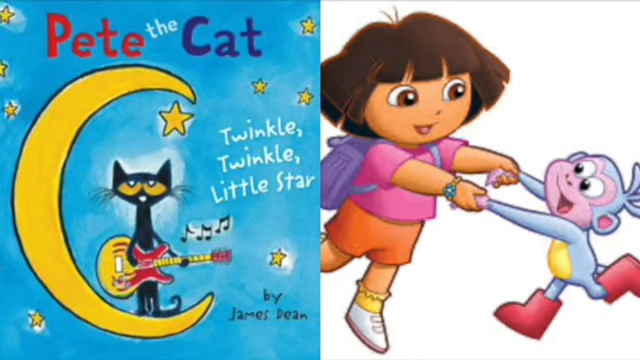 Pete the Cat
Twinkle,
Twinkle,
Little Star
by
James Dean